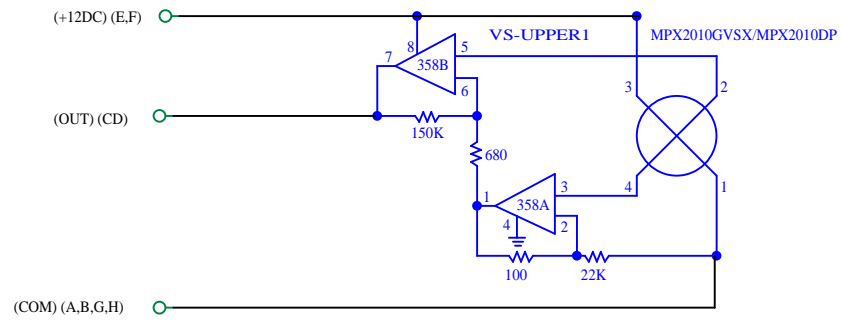 (+12DC) (E,F)
VS-UPPER1
MPX2010GVSX/MPX2010DP
8
5
7
358B
6
3
2
(OUT) (CD)
150K
680
4
1
3
1
358A
4
2
100
22K
(COM) (A,B,G,H)